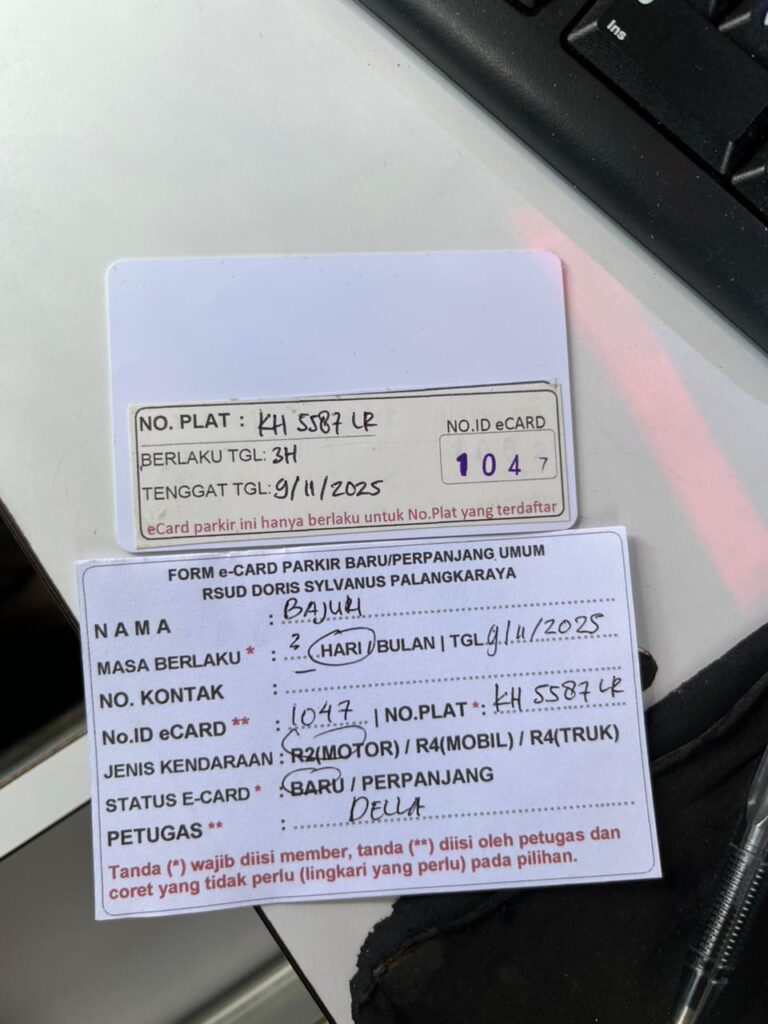 Ins
NO. PLAT : KH 5587 LR
NO.ID eCARD
BERLAKU TGL: 3H
1047
TENGGAT TGL: 9/11/2025
eCard parkir ini hanya berlaku untuk No.Plat yang terdaftar
FORM e-CARD PARKIR BARU/PERPANJANG UMUM
RSUD DORIS SYLVANUS PALANGKARAYA
NAMA : BAJUH
MASA BERLAKU * : 3 HARI / BULAN | TGL 9/11/2025
NO. KONTAK :
No.ID eCARD ** : 1047 | NO.PLAT *: KH 5587 LR
JENIS KENDARAAN : R2(MOTOR) / R4(MOBIL) / R4(TRUK)
STATUS E-CARD * : BARU / PERPANJANG
PETUGAS ** : DELLA
Tanda (*) wajib diisi member, tanda (**) diisi oleh petugas dan
coret yang tidak perlu (lingkari yang perlu) pada pilihan.